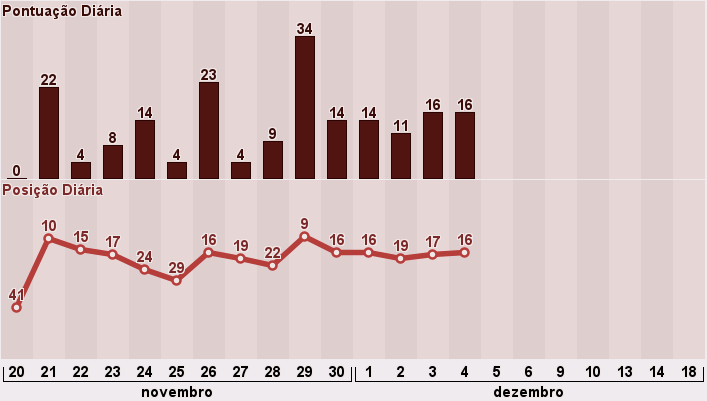 Pontuação Diária
0 22 4 8 14 4 23 4 9 34 14 14 11 16 16
Posição Diária
41 10 15 17 24 29 16 19 22 9 16 16 19 17 16
20 21 22 23 24 25 26 27 28 29 30 1 2 3 4 5 6 9 10 13 14 18
novembro dezembro